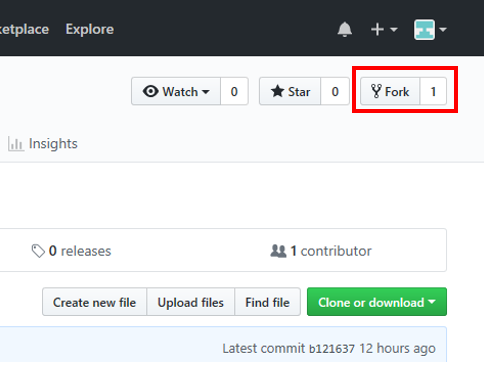 etplace Explore
Watch 0 Star 0 Fork 1
Insights
0 releases 1 contributor
Create new file Upload files Find file Clone or download
Latest commit b121637 12 hours ago